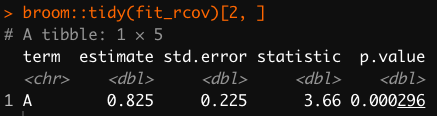 > broom::tidy(fit_rcov)[2, ]
# A tibble: 1 × 5
  term  estimate std.error statistic  p.value
  <chr>    <dbl>     <dbl>     <dbl>    <dbl>
1 A        0.825     0.225      3.66 0.000296